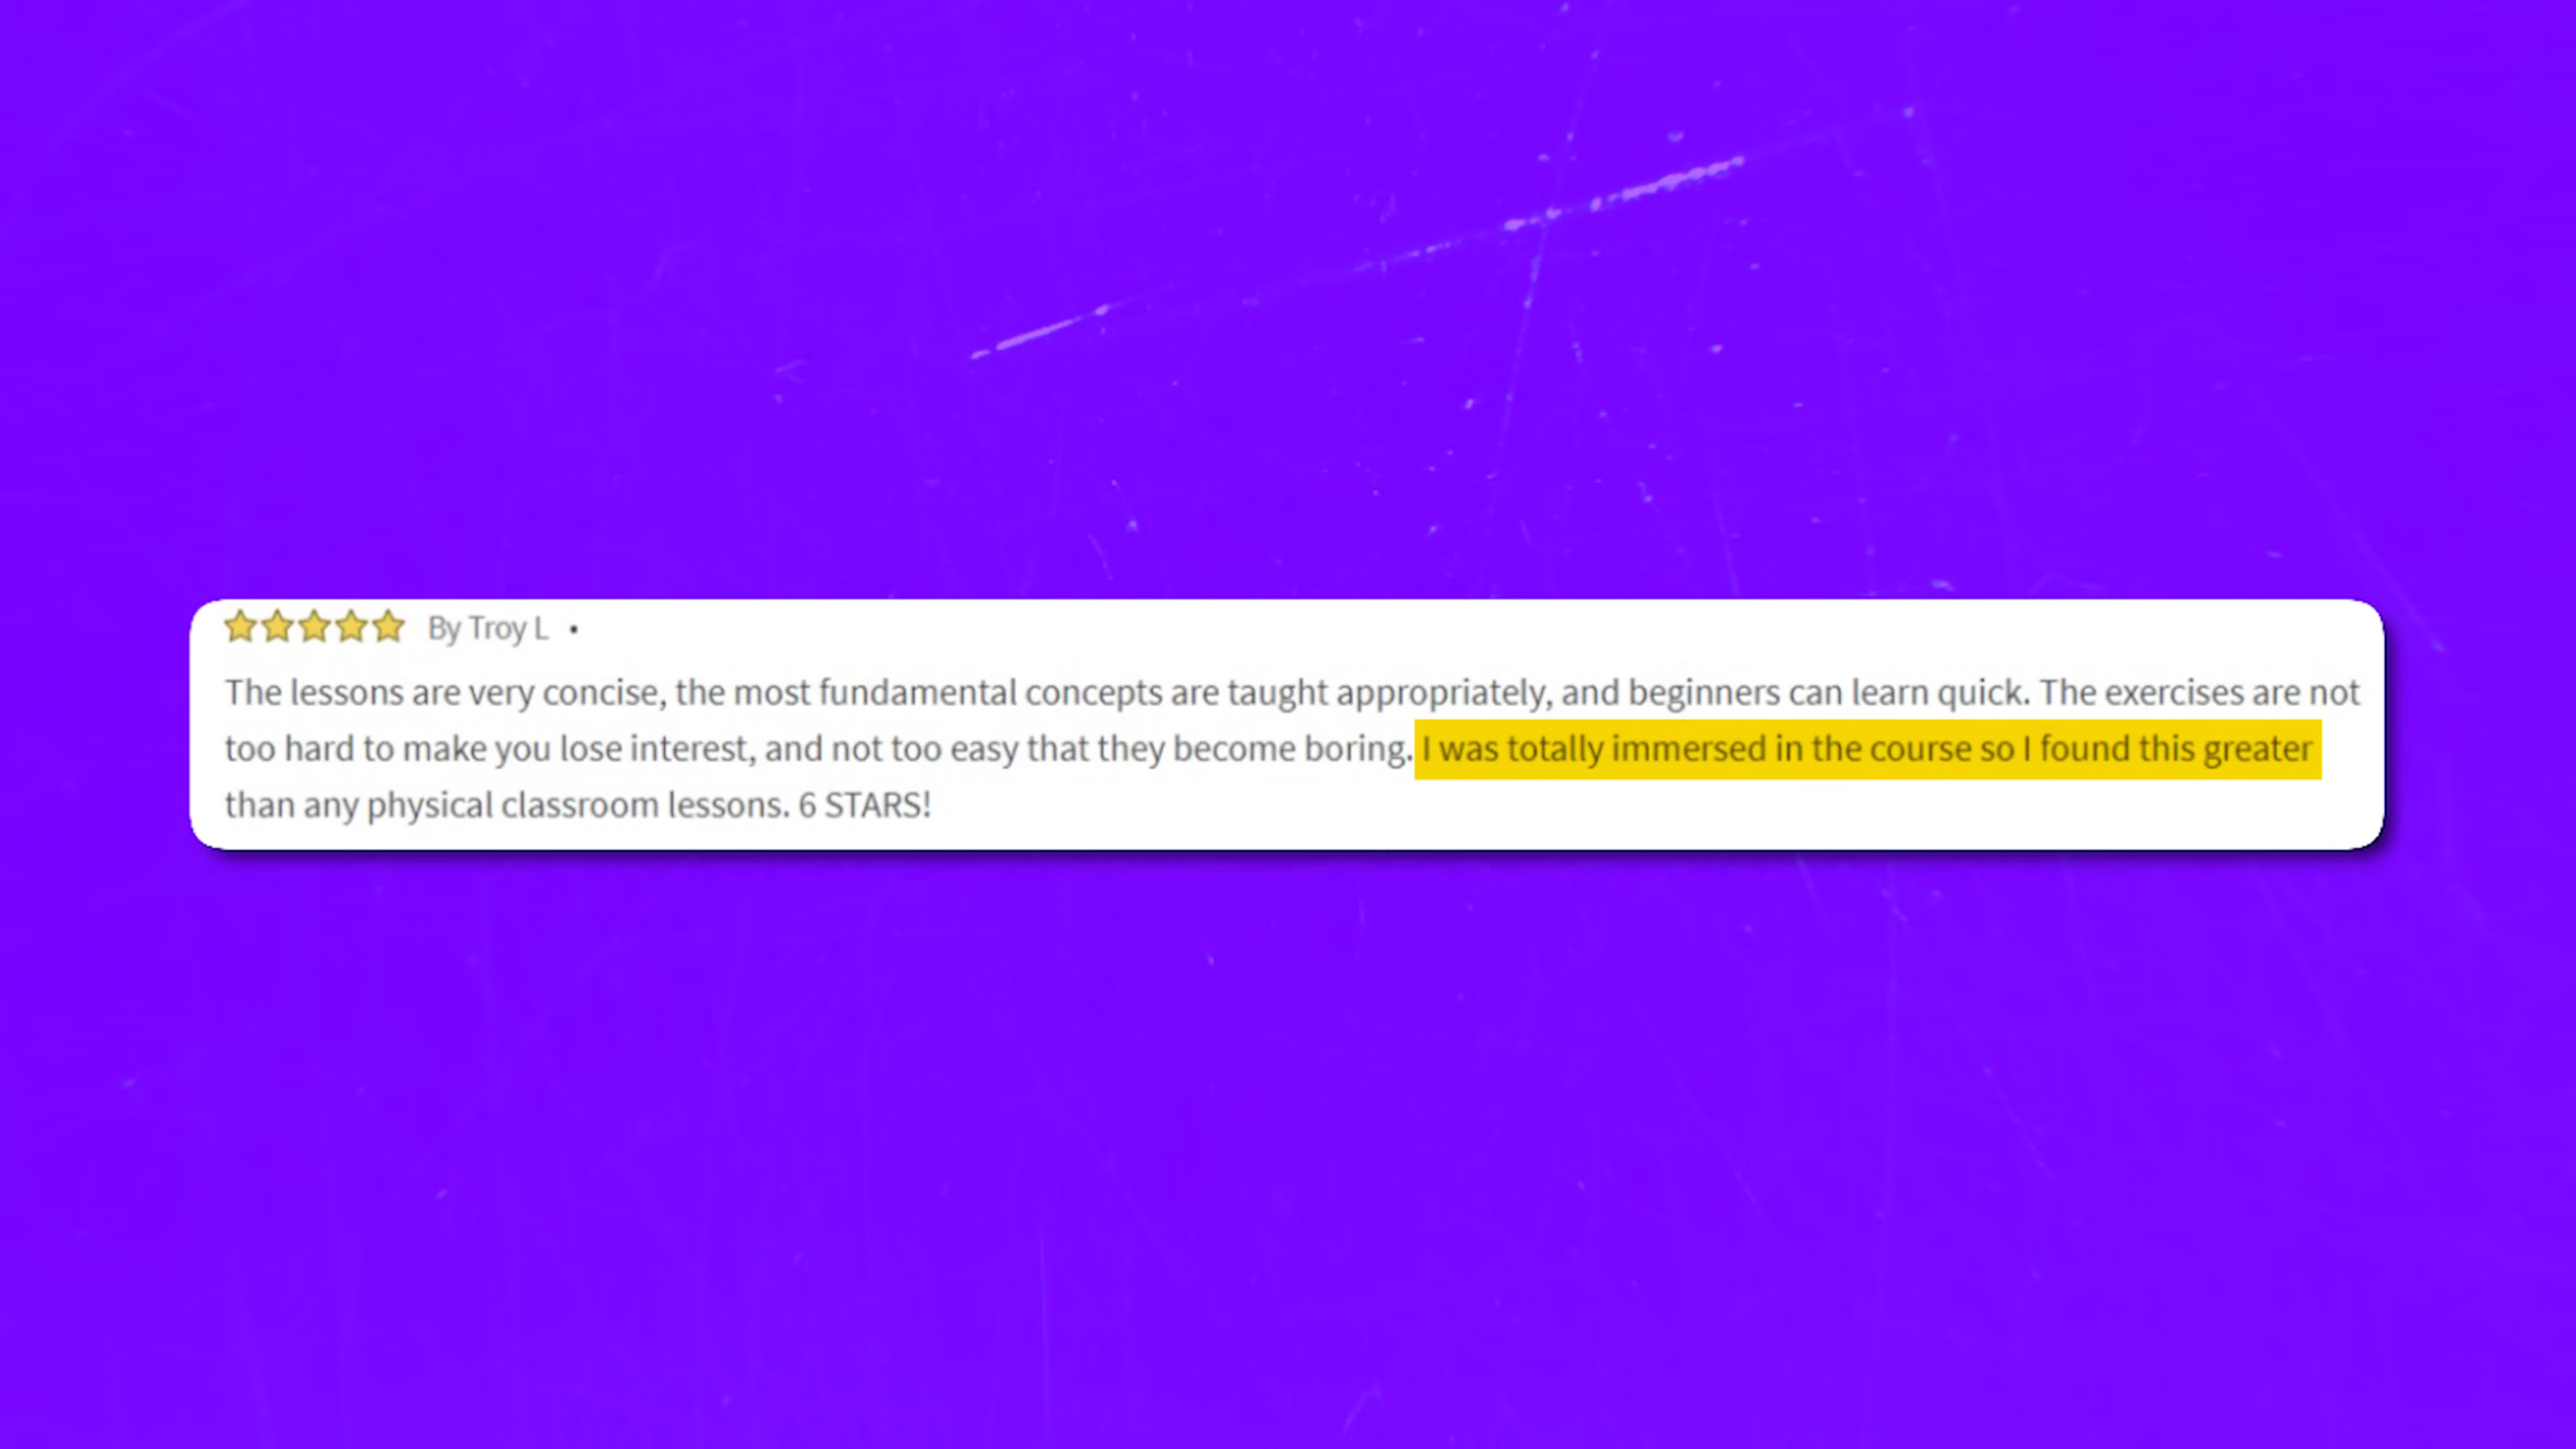 By Troy L •
The lessons are very concise, the most fundamental concepts are taught appropriately, and beginners can learn quick. The exercises are not
too hard to make you lose interest, and not too easy that they become boring. I was totally immersed in the course so I found this greater
than any physical classroom lessons. 6 STARS!